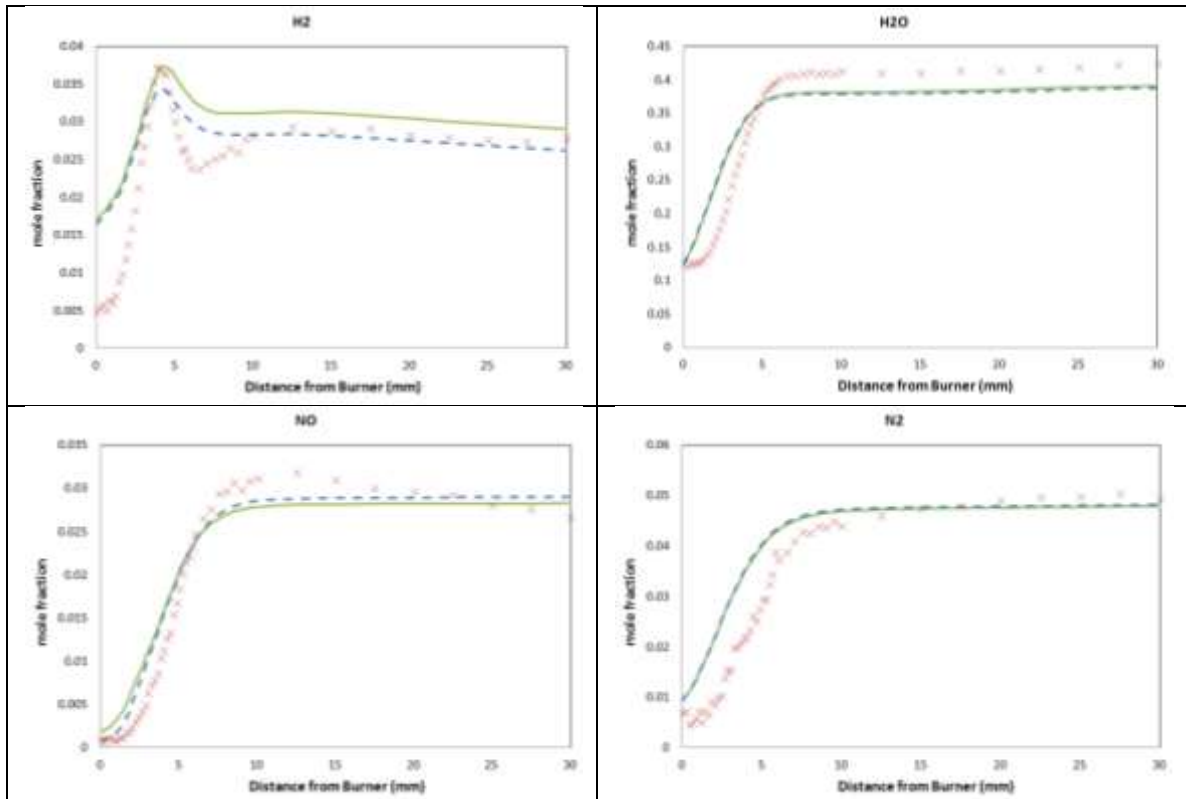 H2
0.04
0.035
0.03
0.025
0.02
0.015
0.01
0.005
0
mole fraction
0 5 10 15 20 25 30
Distance from Burner (mm)
H2O
0.45
0.4
0.35
0.3
0.25
0.2
0.15
0.1
0.05
0
mole fraction
0 5 10 15 20 25 30
Distance from Burner (mm)
NO
0.035
0.03
0.025
0.02
0.015
0.01
0.005
0
mole fraction
0 5 10 15 20 25 30
Distance from Burner (mm)
N2
0.06
0.05
0.04
0.03
0.02
0.01
0
mole fraction
0 5 10 15 20 25 30
Distance from Burner (mm)